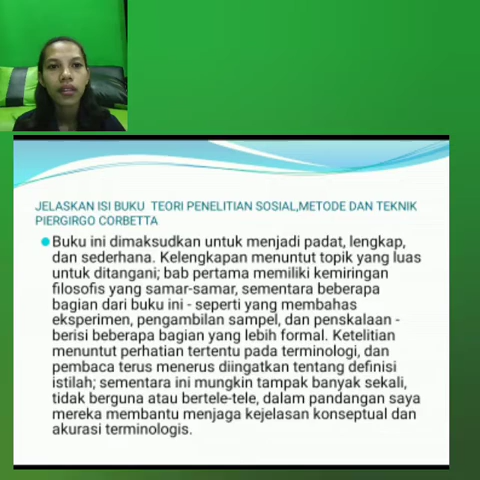 JELASKAN ISI BUKU TEORI PENELITIAN SOSIAL,METODE DAN TEKNIK
PIERGIRGO CORBETTA
Buku ini dimaksudkan untuk menjadi padat, lengkap,
dan sederhana. Kelengkapan menuntut topik yang luas
untuk ditangani; bab pertama memiliki kemiringan
filosofis yang samar-samar, sementara beberapa
bagian dari buku ini - seperti yang membahas
eksperimen, pengambilan sampel, dan penskalaan -
berisi beberapa bagian yang lebih formal. Ketelitian
menuntut perhatian tertentu pada terminologi, dan
pembaca terus menerus diingatkan tentang definisi
istilah; sementara ini mungkin tampak banyak sekali,
tidak berguna atau bertele-tele, dalam pandangan saya
mereka membantu menjaga kejelasan konseptual dan
akurasi terminologis.